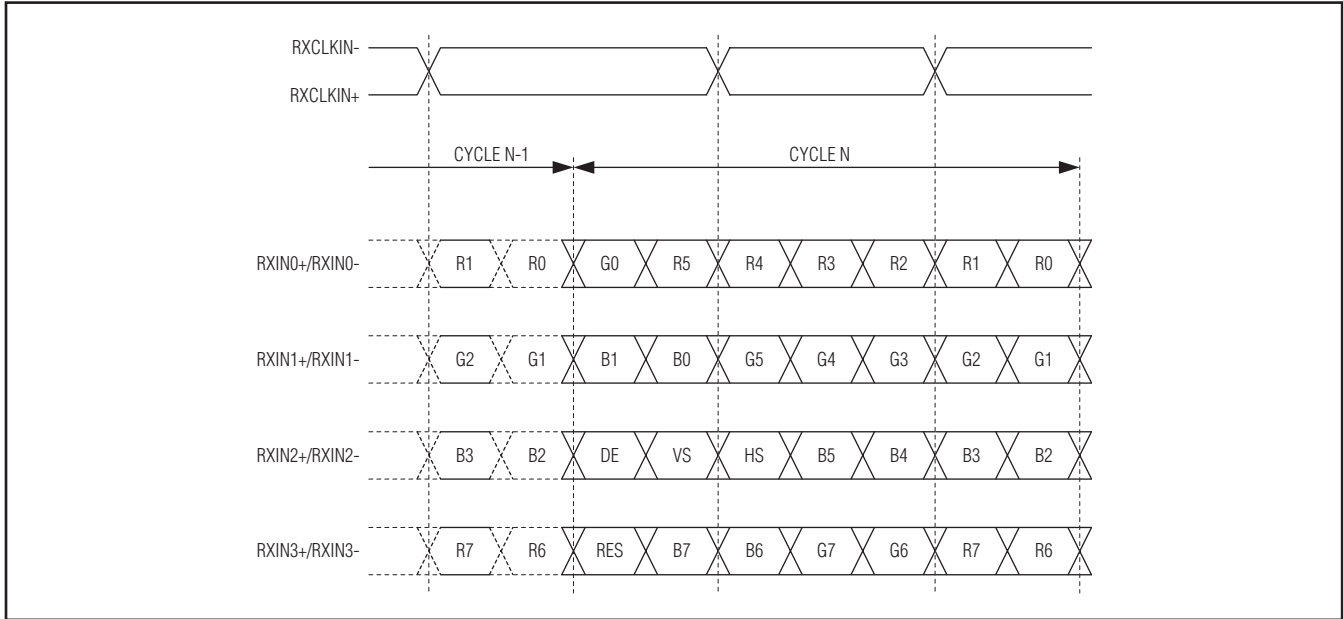 RXCLKIN-
RXCLKIN+
CYCLE N-1 CYCLE N
RXIN0+/RXIN0- R1 R0 G0 R5 R4 R3 R2 R1 R0
RXIN1+/RXIN1- G2 G1 B1 B0 G5 G4 G3 G2 G1
RXIN2+/RXIN2- B3 B2 DE VS HS B5 B4 B3 B2
RXIN3+/RXIN3- R7 R6 RES B7 B6 G7 G6 R7 R6